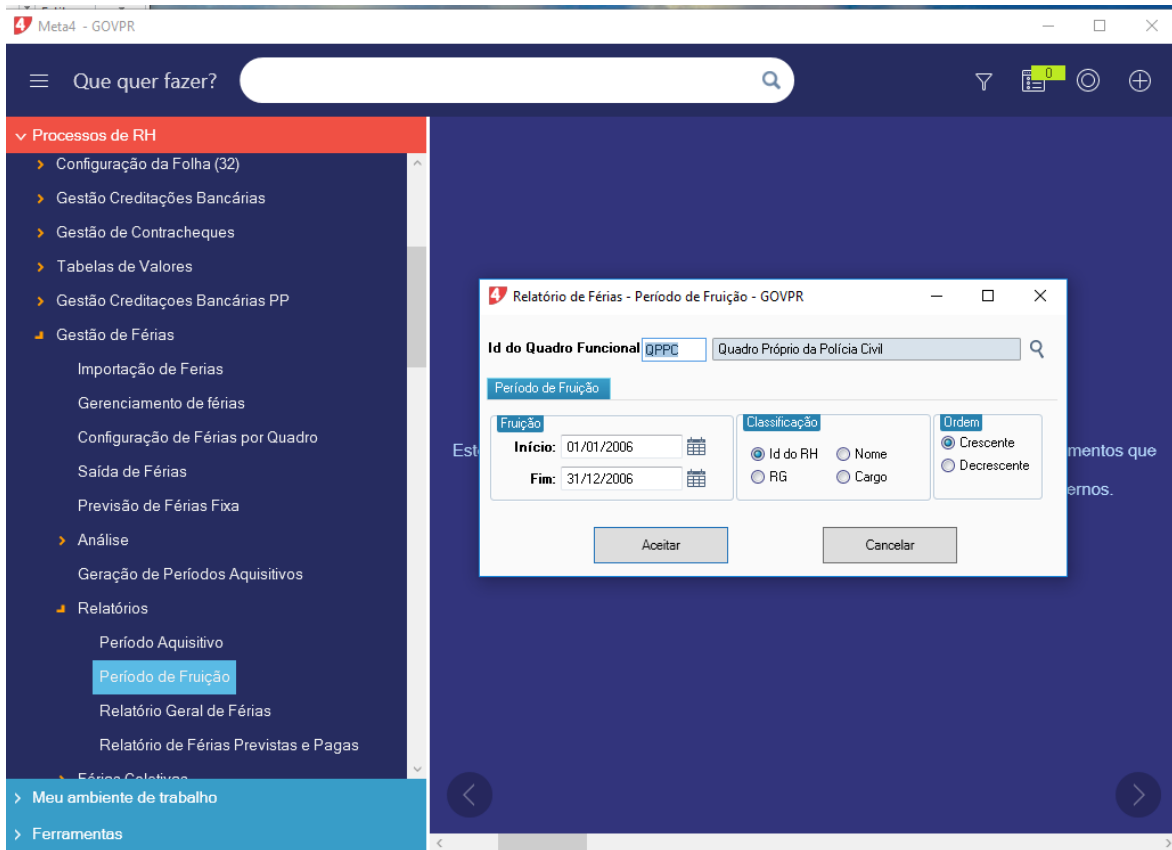 Meta4 - GOVPR
Que quer fazer?
0
Processos de RH
Configuração da Folha (32)
Gestão Creditações Bancárias
Gestão de Contracheques
Tabelas de Valores
Gestão Creditaçoes Bancárias PP
Gestão de Férias
Importação de Ferias
Gerenciamento de férias
Configuração de Férias por Quadro
Saída de Férias
Previsão de Férias Fixa
Análise
Geração de Períodos Aquisitivos
Relatórios
Período Aquisitivo
Período de Fruição
Relatório Geral de Férias
Relatório de Férias Previstas e Pagas
Férias Coletivas
Meu ambiente de trabalho
Ferramentas
4 Relatório de Férias - Período de Fruição - GOVPR
Id do Quadro Funcional QPPC Quadro Próprio da Polícia Civil
Período de Fruição
Fruição
Início: 01/01/2006
Fim: 31/12/2006
Classificação
Id do RH Nome
RG Cargo
Ordem
Crescente
Decrescente
Aceitar Cancelar
Est mentos que
ernos.